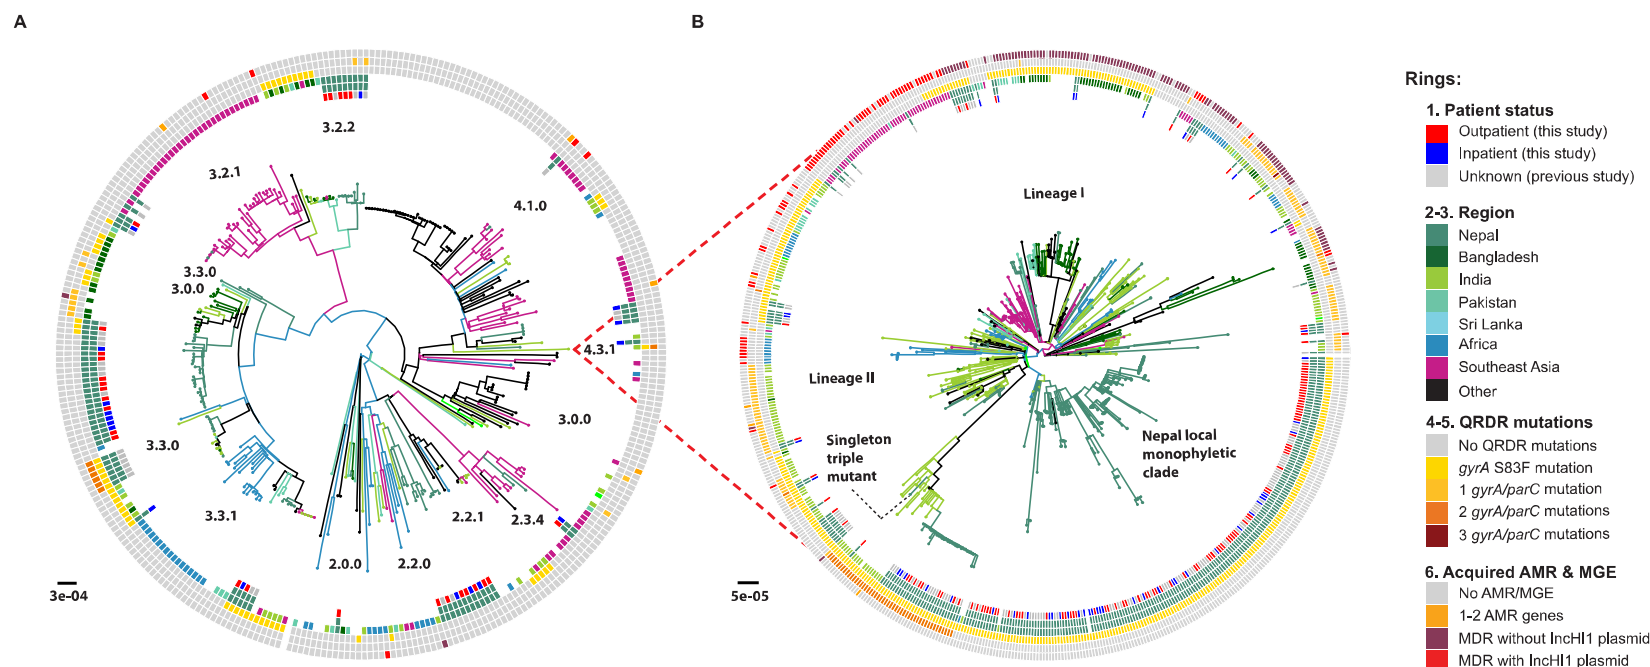 A
B
3.2.2
3.2.1
4.1.0
3.3.0
3.0.0
4.3.1
3.0.0
3.3.0
3.3.1
2.2.1
2.3.4
2.0.0
2.2.0
3e-04
Lineage I
Lineage II
Singleton
triple
mutant
Nepal local
monophyletic
clade
5e-05
Rings:
1. Patient status
Outpatient (this study)
Inpatient (this study)
Unknown (previous study)
2-3. Region
Nepal
Bangladesh
India
Pakistan
Sri Lanka
Africa
Southeast Asia
Other
4-5. QRDR mutations
No QRDR mutations
gyrA S83F mutation
1 gyrA/parC mutation
2 gyrA/parC mutations
3 gyrA/parC mutations
6. Acquired AMR & MGE
No AMR/MGE
1-2 AMR genes
MDR without IncHI1 plasmid
MDR with IncHI1 plasmid